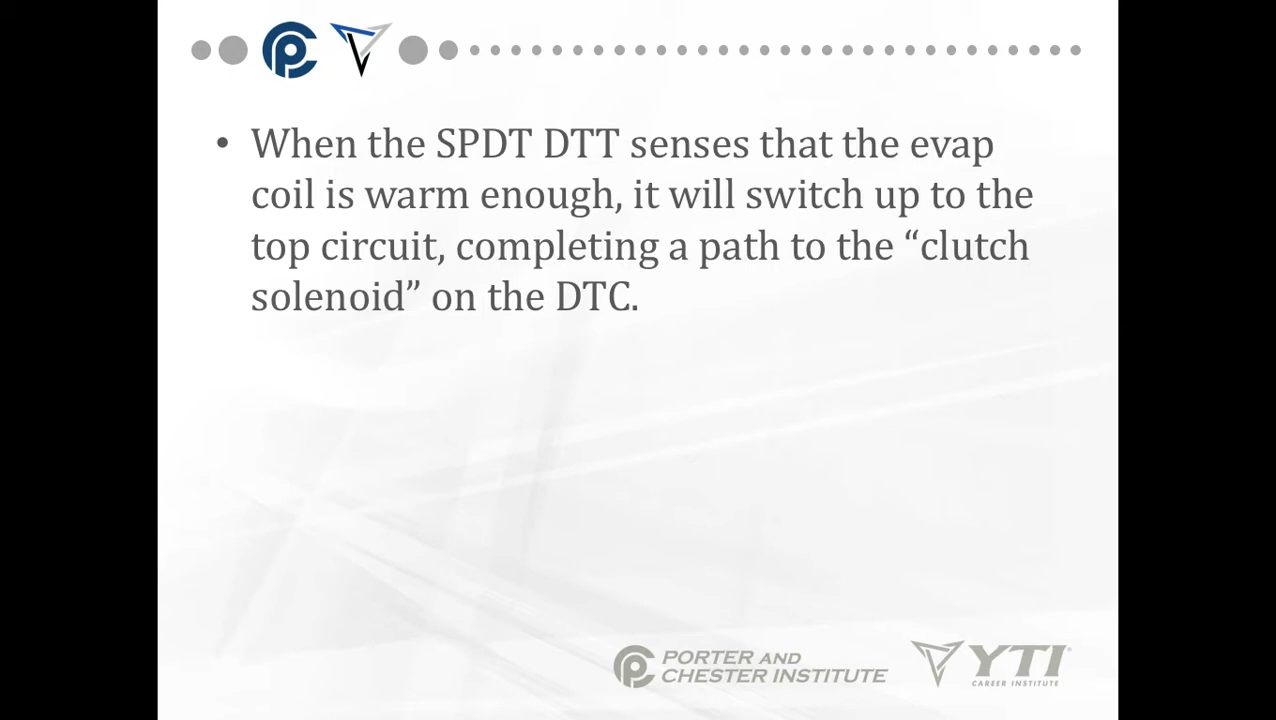 • When the SPDT DTT senses that the evap
coil is warm enough, it will switch up to the
top circuit, completing a path to the “clutch
solenoid” on the DTC.
PORTER AND
CHESTER INSTITUTE
YTI
CAREER INSTITUTE